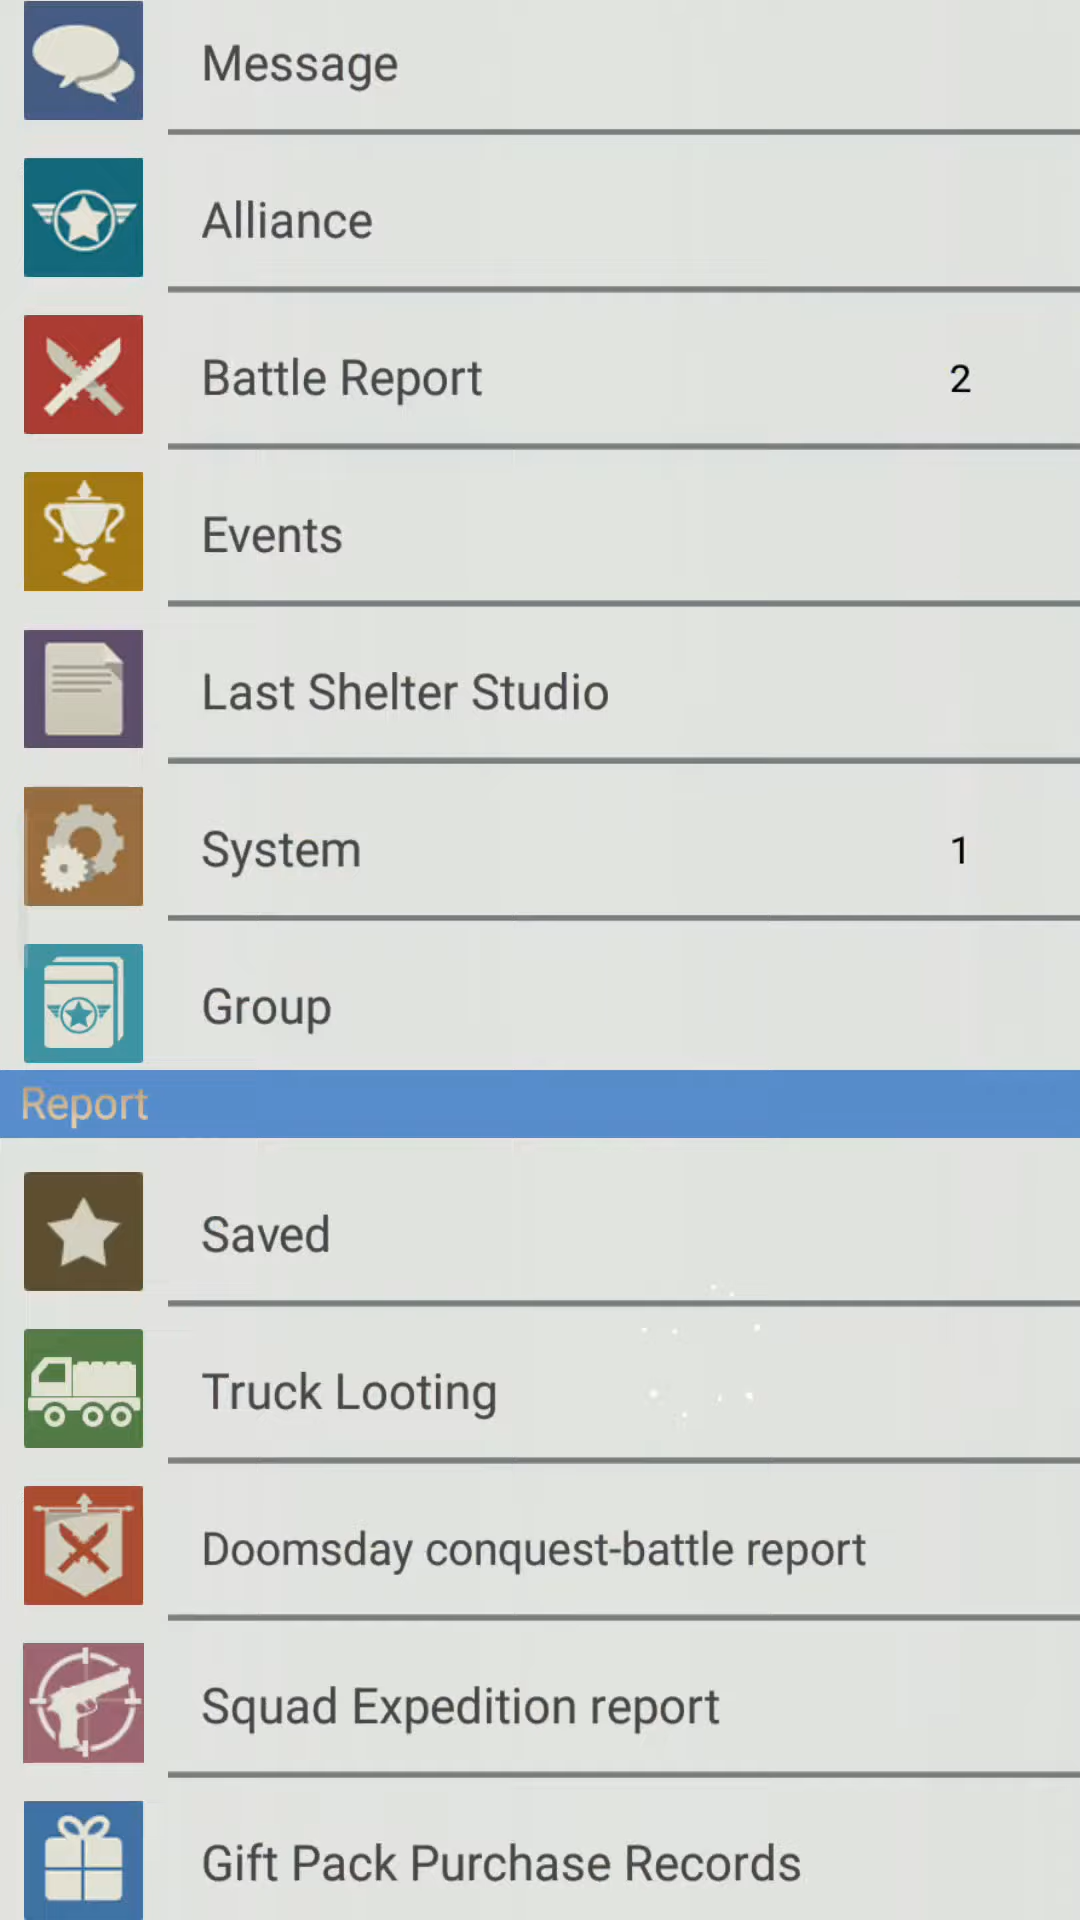 Message
Alliance
Battle Report 2
Events
Last Shelter Studio
System 1
Group
Report
Saved
Truck Looting
Doomsday conquest-battle report
Squad Expedition report
Gift Pack Purchase Records